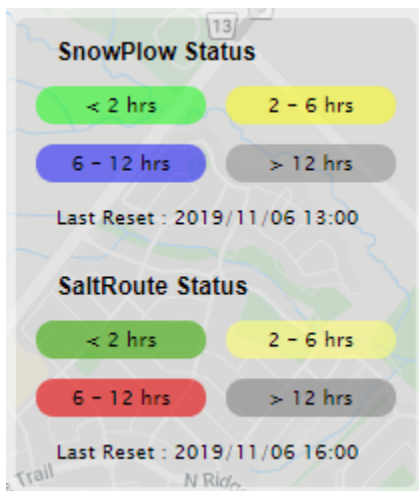 13
SnowPlow Status
< 2 hrs
2 - 6 hrs
6 - 12 hrs
> 12 hrs
Last Reset : 2019/11/06 13:00
SaltRoute Status
< 2 hrs
2 - 6 hrs
6 - 12 hrs
> 12 hrs
Last Reset : 2019/11/06 16:00
Trail
N Ridg